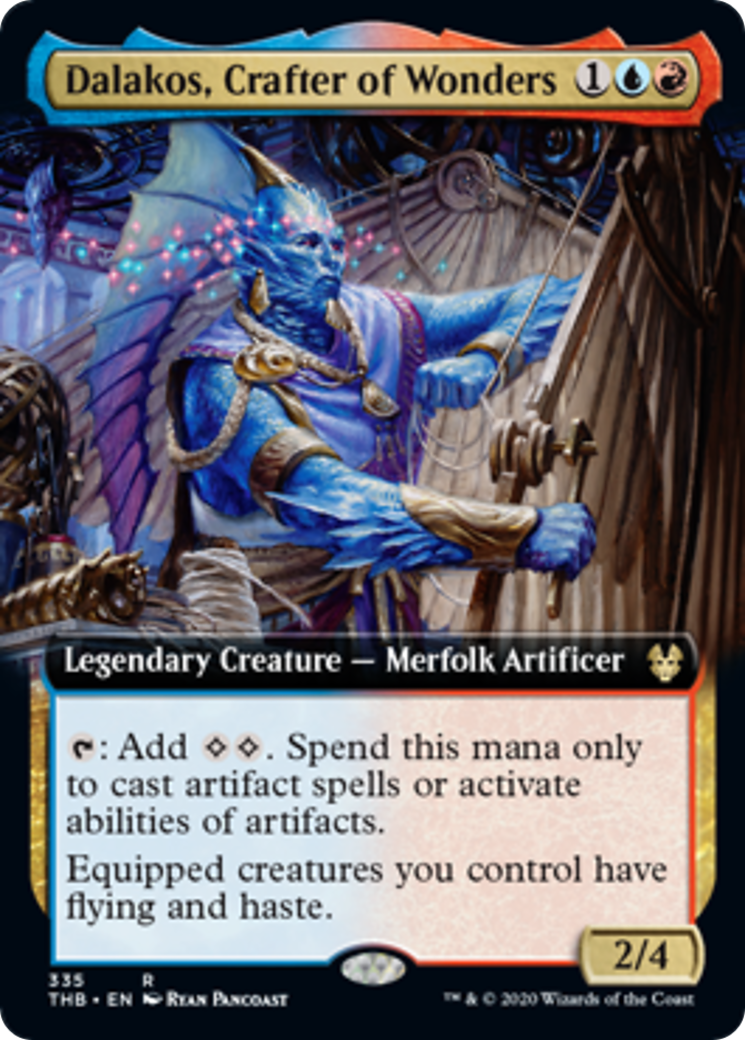 Dalakos, Crafter of Wonders 1
Legendary Creature — Merfolk Artificer
: Add . Spend this mana only
to cast artifact spells or activate
abilities of artifacts.
Equipped creatures you control have
flying and haste.
2/4
335 R
THB • EN Ryan Pancoast
™ & © 2020 Wizards of the Coast